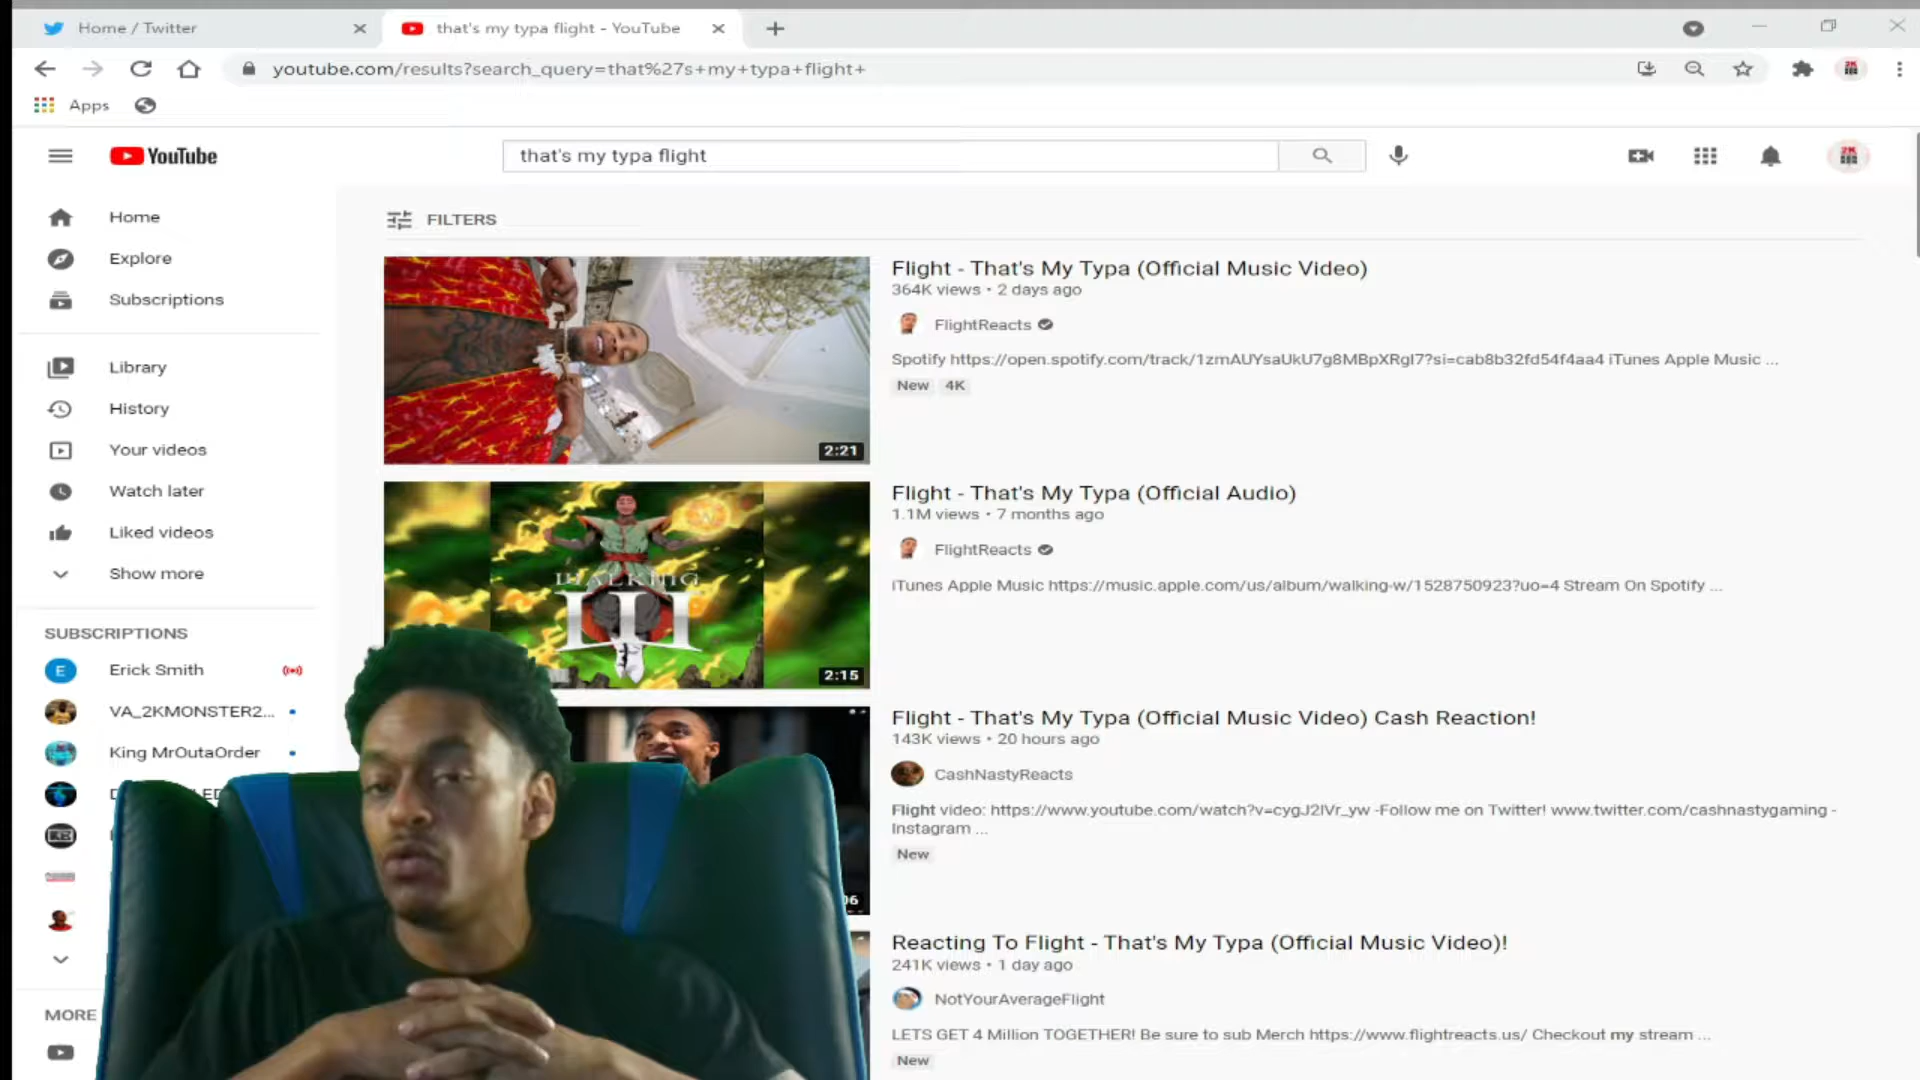 Home / Twitter
that's my typa flight - YouTube
youtube.com/results?search_query=that%27s+my+typa+flight+
Apps
YouTube
that's my typa flight
Home
Explore
Subscriptions
Library
History
Your videos
Watch later
Liked videos
Show more
SUBSCRIPTIONS
Erick Smith
VA_2KMONSTER2...
King MrOutaOrder
MORE
FILTERS
2:21
Flight - That's My Typa (Official Music Video)
364K views • 2 days ago
FlightReacts
Spotify https://open.spotify.com/track/1zmAUYsaUkU7g8MBpXRgI7?si=cab8b32fd54f4aa4 iTunes Apple Music ...
New 4K
WALKING
2:15
Flight - That's My Typa (Official Audio)
1.1M views • 7 months ago
FlightReacts
iTunes Apple Music https://music.apple.com/us/album/walking-w/1528750923?uo=4 Stream On Spotify ...
Flight - That's My Typa (Official Music Video) Cash Reaction!
143K views • 20 hours ago
CashNastyReacts
Flight video: https://www.youtube.com/watch?v=cygJ2IVr_yw -Follow me on Twitter! www.twitter.com/cashnastygaming -
Instagram ...
New
Reacting To Flight - That's My Typa (Official Music Video)!
241K views • 1 day ago
NotYourAverageFlight
LETS GET 4 Million TOGETHER! Be sure to sub Merch https://www.flightreacts.us/ Checkout my stream ...
New